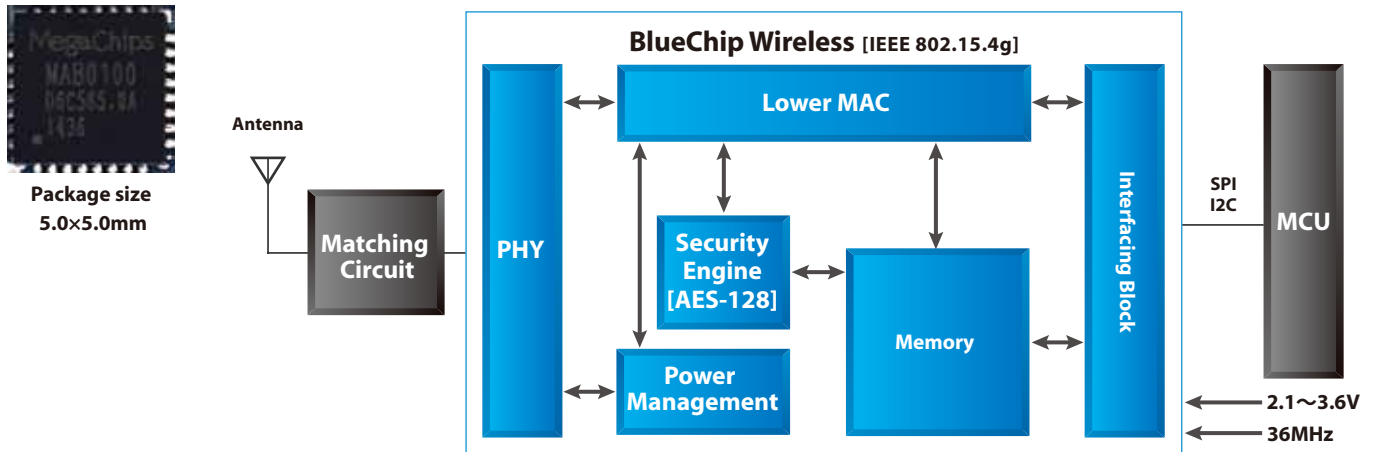 MegaChips
MAB0100
1436
Package size
5.0×5.0mm
BlueChip Wireless [IEEE 802.15.4g]
Antenna
Matching
Circuit
PHY
Lower MAC
Security
Engine
[AES-128]
Power
Management
Memory
Interfacing Block
SPI
I2C
MCU
2.1～3.6V
36MHz